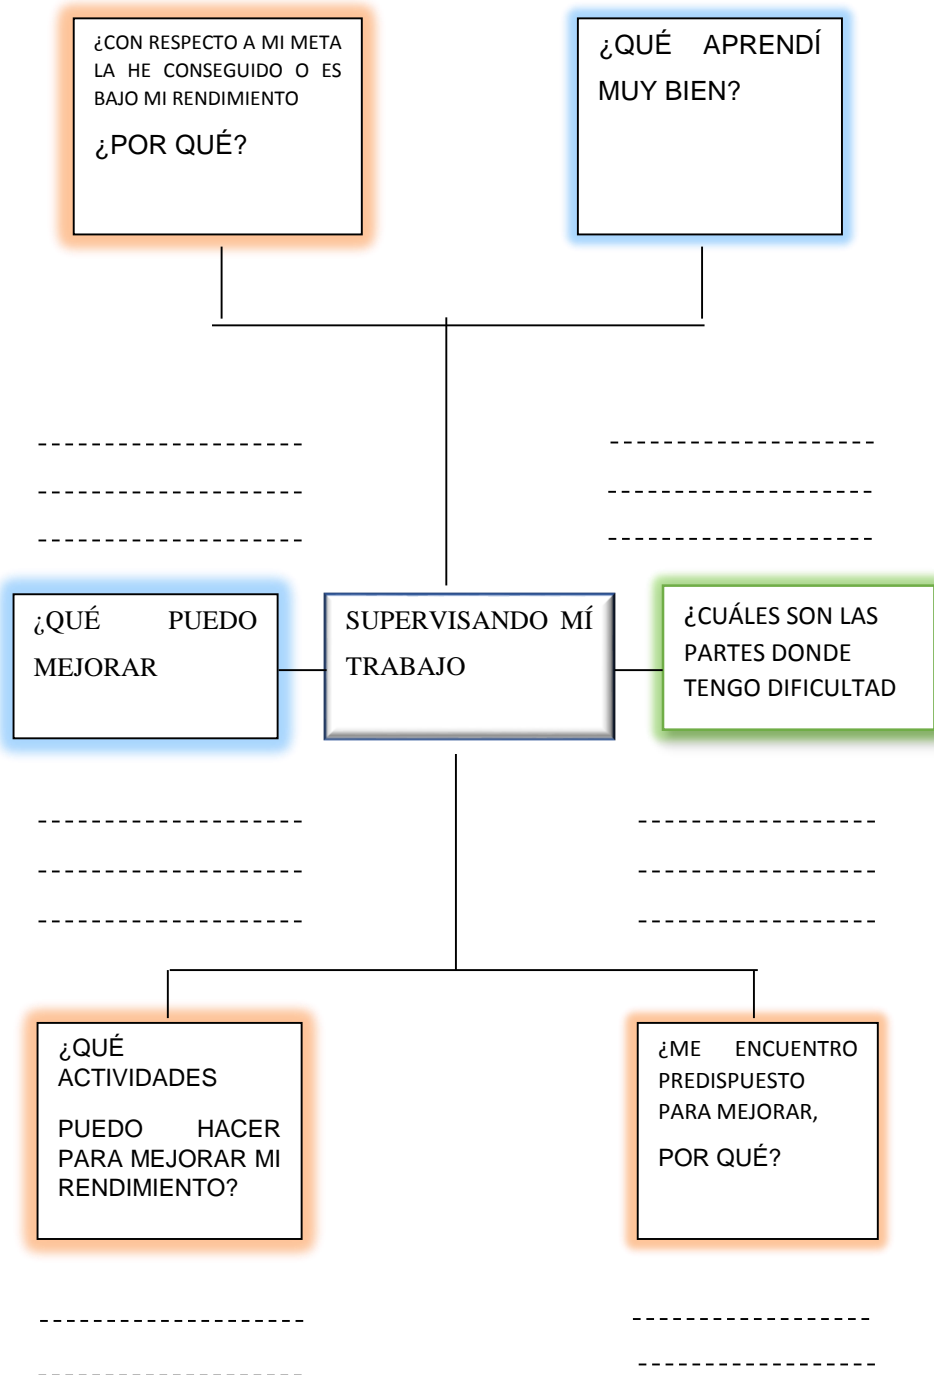 ¿CON RESPECTO A MI META
LA HE CONSEGUIDO O ES
BAJO MI RENDIMIENTO
¿POR QUÉ?
¿QUÉ APRENDÍ
MUY BIEN?
¿QUÉ PUEDO
MEJORAR
SUPERVISANDO MÍ
TRABAJO
¿CUÁLES SON LAS
PARTES DONDE
TENGO DIFICULTAD
¿QUÉ
ACTIVIDADES
PUEDO HACER
PARA MEJORAR MI
RENDIMIENTO?
¿ME ENCUENTRO
PREDISPUESTO
PARA MEJORAR,
POR QUÉ?